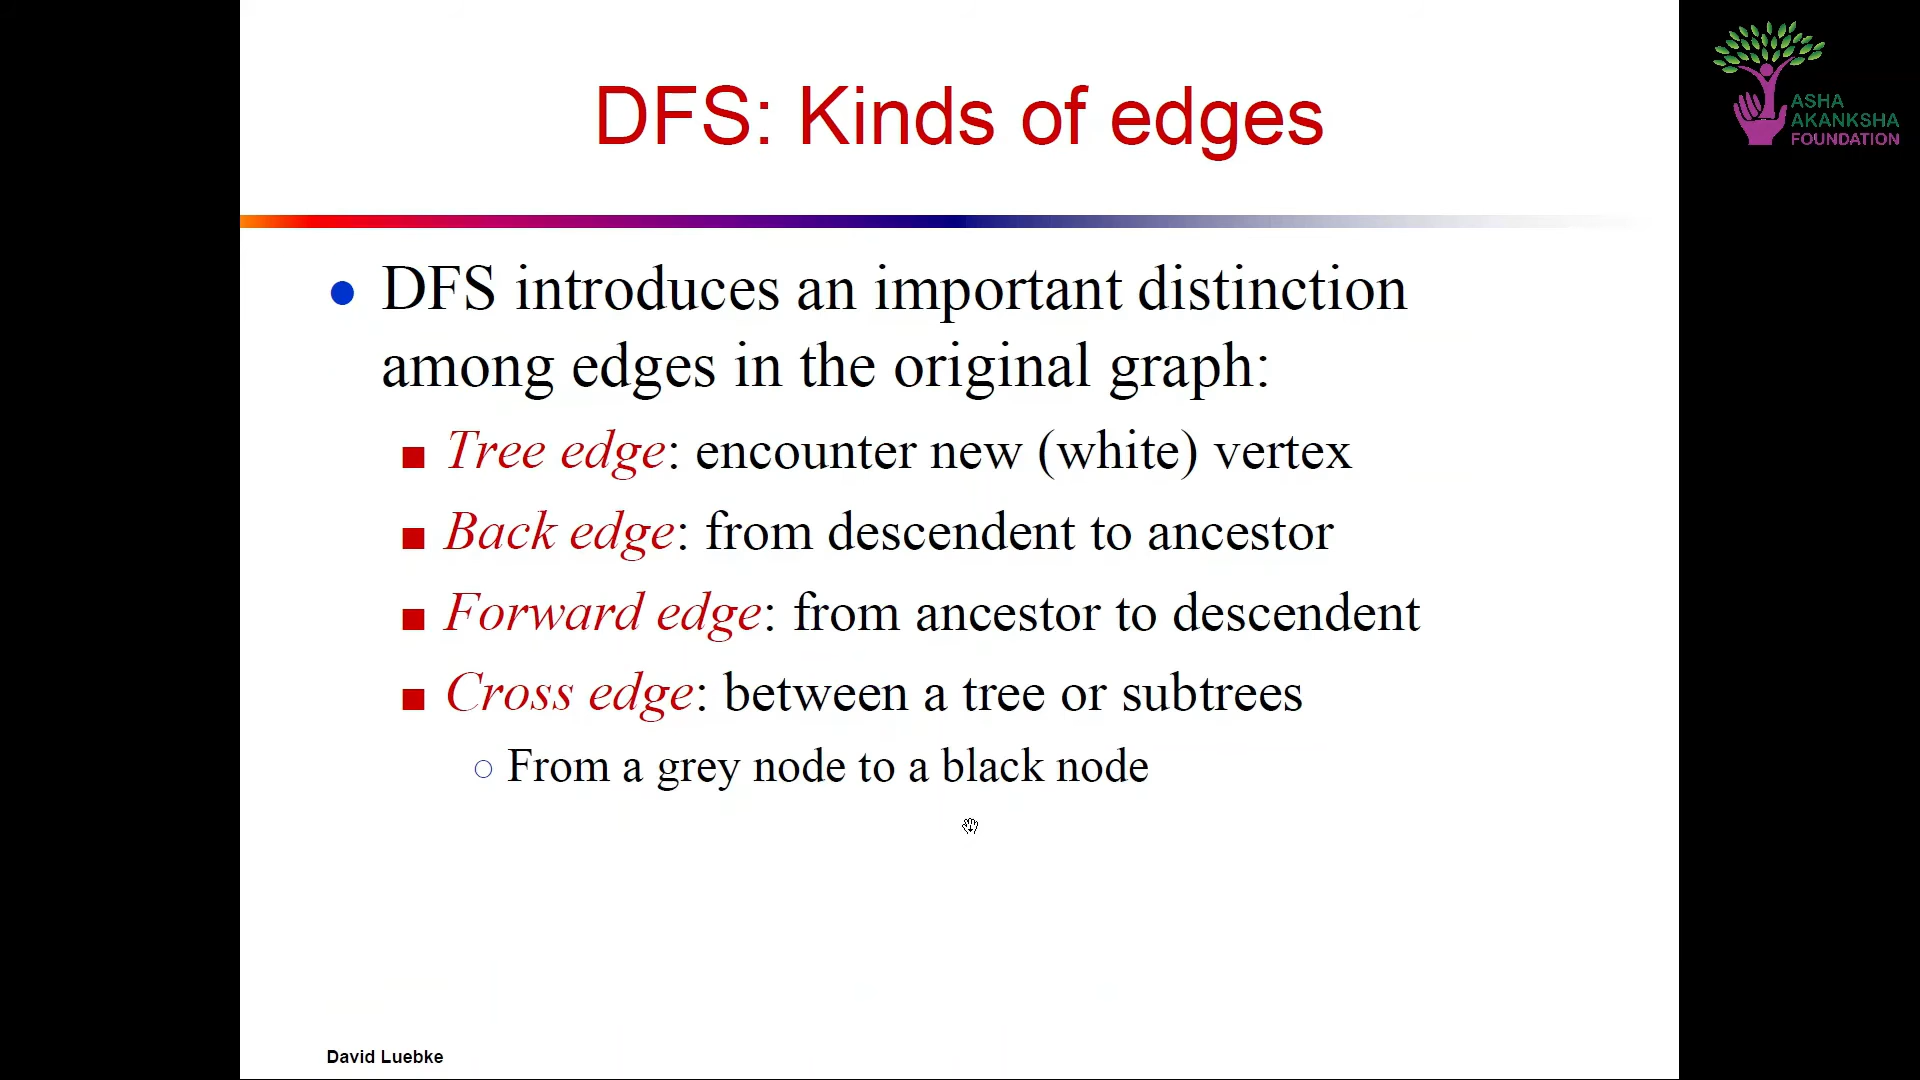 DFS: Kinds of edges
ASHA
AKANKSHA
FOUNDATION
DFS introduces an important distinction
among edges in the original graph:
Tree edge: encounter new (white) vertex
Back edge: from descendent to ancestor
Forward edge: from ancestor to descendent
Cross edge: between a tree or subtrees
From a grey node to a black node
David Luebke